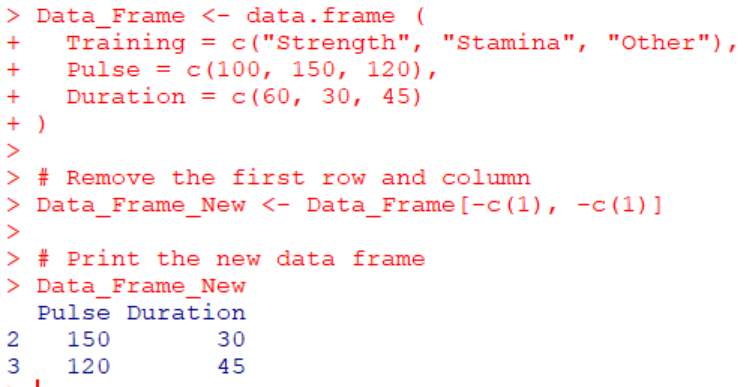 > Data_Frame <- data.frame (
+   Training = c("Strength", "Stamina", "Other"),
+   Pulse = c(100, 150, 120),
+   Duration = c(60, 30, 45)
+ )
>
> # Remove the first row and column
> Data_Frame_New <- Data_Frame[-c(1), -c(1)]
>
> # Print the new data frame
> Data_Frame_New
  Pulse Duration
2   150       30
3   120       45